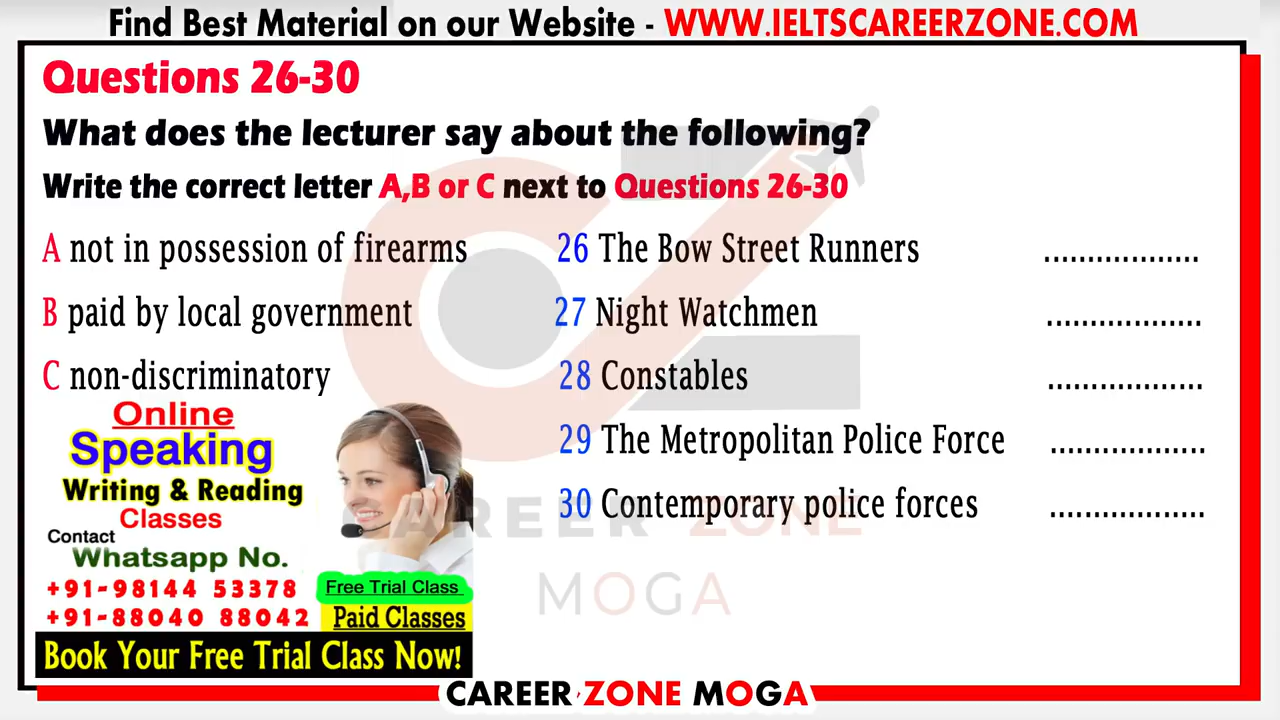 Find Best Material on our Website - WWW.IELTSCAREERZONE.COM
Questions 26-30
What does the lecturer say about the following?
Write the correct letter A,B or C next to Questions 26-30
A not in possession of firearms
B paid by local government
C non-discriminatory
26 The Bow Street Runners ..................
27 Night Watchmen ..................
28 Constables ..................
29 The Metropolitan Police Force ..................
30 Contemporary police forces ..................
Online
Speaking
Writing & Reading
Classes
Contact
Whatsapp No.
+91-98144 53378
+91-88040 88042
Free Trial Class
Paid Classes
Book Your Free Trial Class Now!
CAREER ZONE
MOGA
CAREER ZONE MOGA